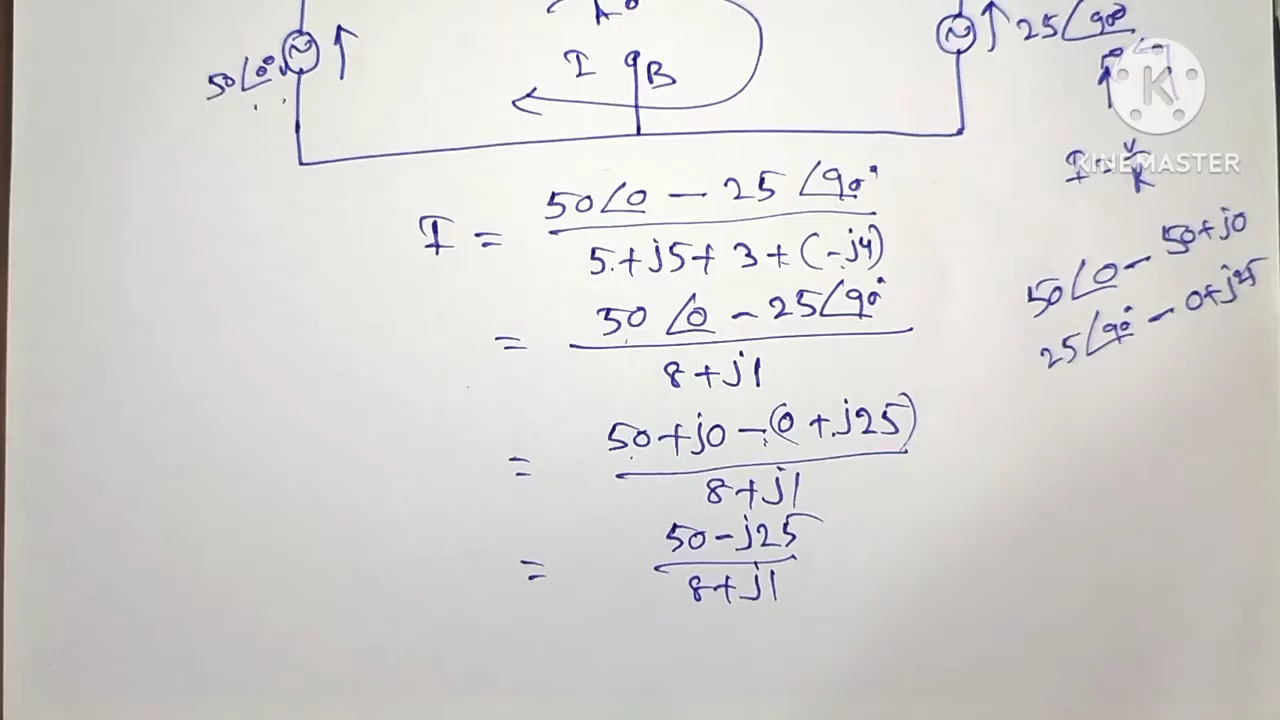 A
50∠0° v
I
B
25∠90°
K
KINEMASTER
I = V/R
I = (50∠0 - 25∠90°) / (5+j5+3+(-j4))
= (50∠0 - 25∠90°) / (8+j1)
= (50+j0-(0+j25)) / (8+j1)
= (50-j25) / (8+j1)
50∠0 - 50+j0
25∠90° - 0+j25